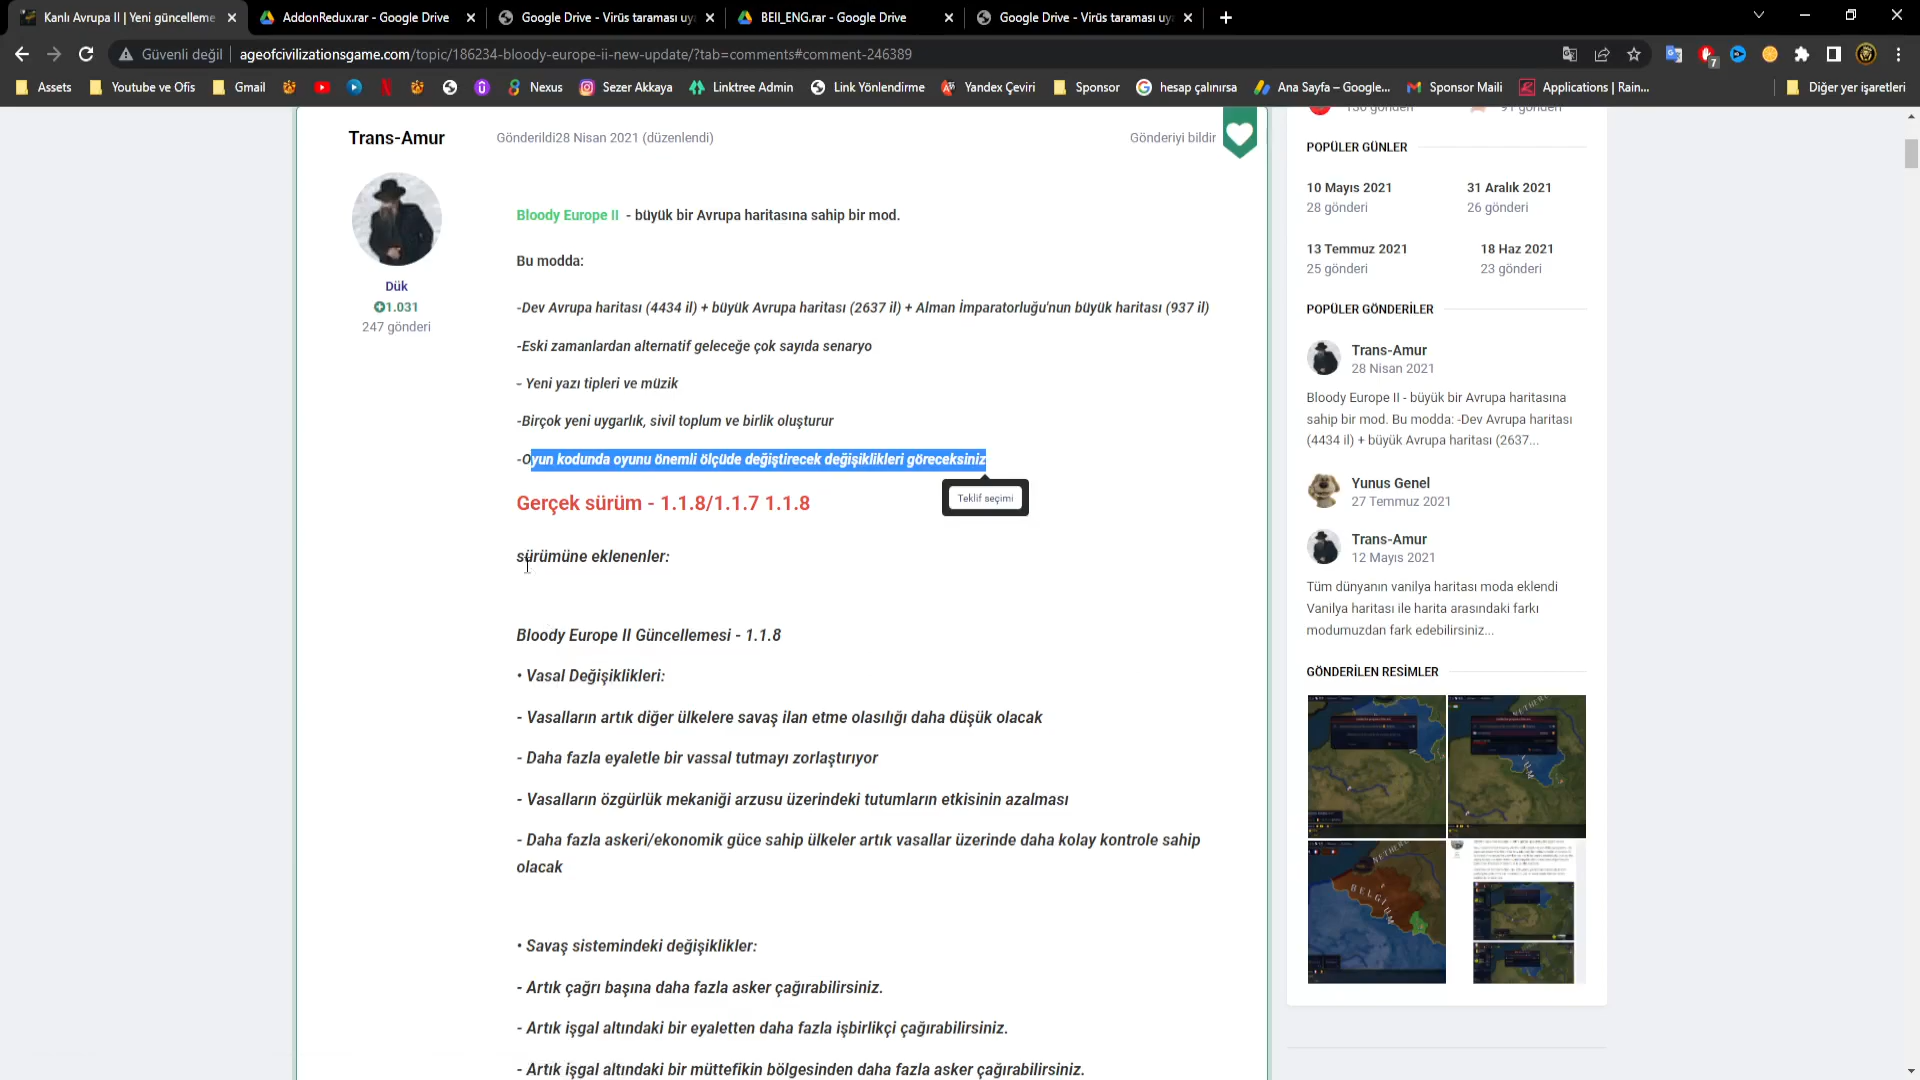 Kanlı Avrupa II | Yeni güncelleme
AddonRedux.rar - Google Drive
Google Drive - Virüs taraması uya
BEII_ENG.rar - Google Drive
Google Drive - Virüs taraması uya
Güvenli değil
ageofcivilizationsgame.com/topic/186234-bloody-europe-ii-new-update/?tab=comments#comment-246389
7
Assets
Youtube ve Ofis
Gmail
Nexus
Sezer Akkaya
Linktree Admin
Link Yönlendirme
Yandex Çeviri
Sponsor
hesap çalınırsa
Ana Sayfa – Google...
Sponsor Maili
Applications | Rain...
Diğer yer işaretleri
Trans-Amur
Gönderildi28 Nisan 2021 (düzenlendi)
Gönderiyi bildir
Dük
1.031
247 gönderi
Bloody Europe II - büyük bir Avrupa haritasına sahip bir mod.
Bu modda:
-Dev Avrupa haritası (4434 il) + büyük Avrupa haritası (2637 il) + Alman İmparatorluğu'nun büyük haritası (937 il)
-Eski zamanlardan alternatif geleceğe çok sayıda senaryo
- Yeni yazı tipleri ve müzik
-Birçok yeni uygarlık, sivil toplum ve birlik oluşturur
-Oyun kodunda oyunu önemli ölçüde değiştirecek değişiklikleri göreceksiniz
Teklif seçimi
Gerçek sürüm - 1.1.8/1.1.7 1.1.8
sürümüne eklenenler:
Bloody Europe II Güncellemesi - 1.1.8
• Vasal Değişiklikleri:
- Vasalların artık diğer ülkelere savaş ilan etme olasılığı daha düşük olacak
- Daha fazla eyaletle bir vassal tutmayı zorlaştırıyor
- Vasalların özgürlük mekaniği arzusu üzerindeki tutumların etkisinin azalması
- Daha fazla askeri/ekonomik güce sahip ülkeler artık vasallar üzerinde daha kolay kontrole sahip
olacak
• Savaş sistemindeki değişiklikler:
- Artık çağrı başına daha fazla asker çağırabilirsiniz.
- Artık işgal altındaki bir eyaletten daha fazla işbirlikçi çağırabilirsiniz.
- Artık işgal altındaki bir müttefikin bölgesinden daha fazla asker çağırabilirsiniz.
130 gönderi
91 gönderi
POPÜLER GÜNLER
10 Mayıs 2021
28 gönderi
31 Aralık 2021
26 gönderi
13 Temmuz 2021
25 gönderi
18 Haz 2021
23 gönderi
POPÜLER GÖNDERİLER
Trans-Amur
28 Nisan 2021
Bloody Europe II - büyük bir Avrupa haritasına
sahip bir mod. Bu modda: -Dev Avrupa haritası
(4434 il) + büyük Avrupa haritası (2637...
Yunus Genel
27 Temmuz 2021
Trans-Amur
12 Mayıs 2021
Tüm dünyanın vanilya haritası moda eklendi
Vanilya haritası ile harita arasındaki farkı
modumuzdan fark edebilirsiniz...
GÖNDERİLEN RESİMLER
BELGIUM